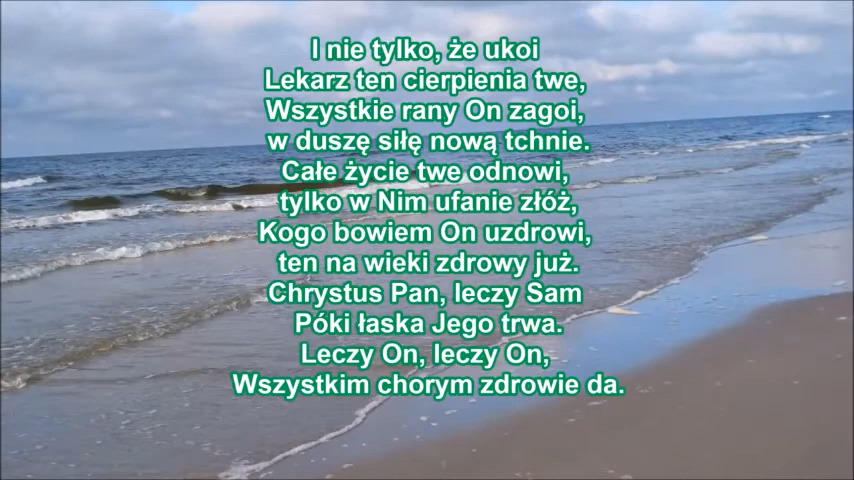 I nie tylko, że ukoi
Lekarz ten cierpienia twe,
Wszystkie rany On zagoi,
w duszę siłę nową tchnie.
Całe życie twe odnowi,
tylko w Nim ufanie złóż,
Kogo bowiem On uzdrowi,
ten na wieki zdrowy już.
Chrystus Pan, leczy Sam
Póki łaska Jego trwa.
Leczy On, leczy On,
Wszystkim chorym zdrowie da.